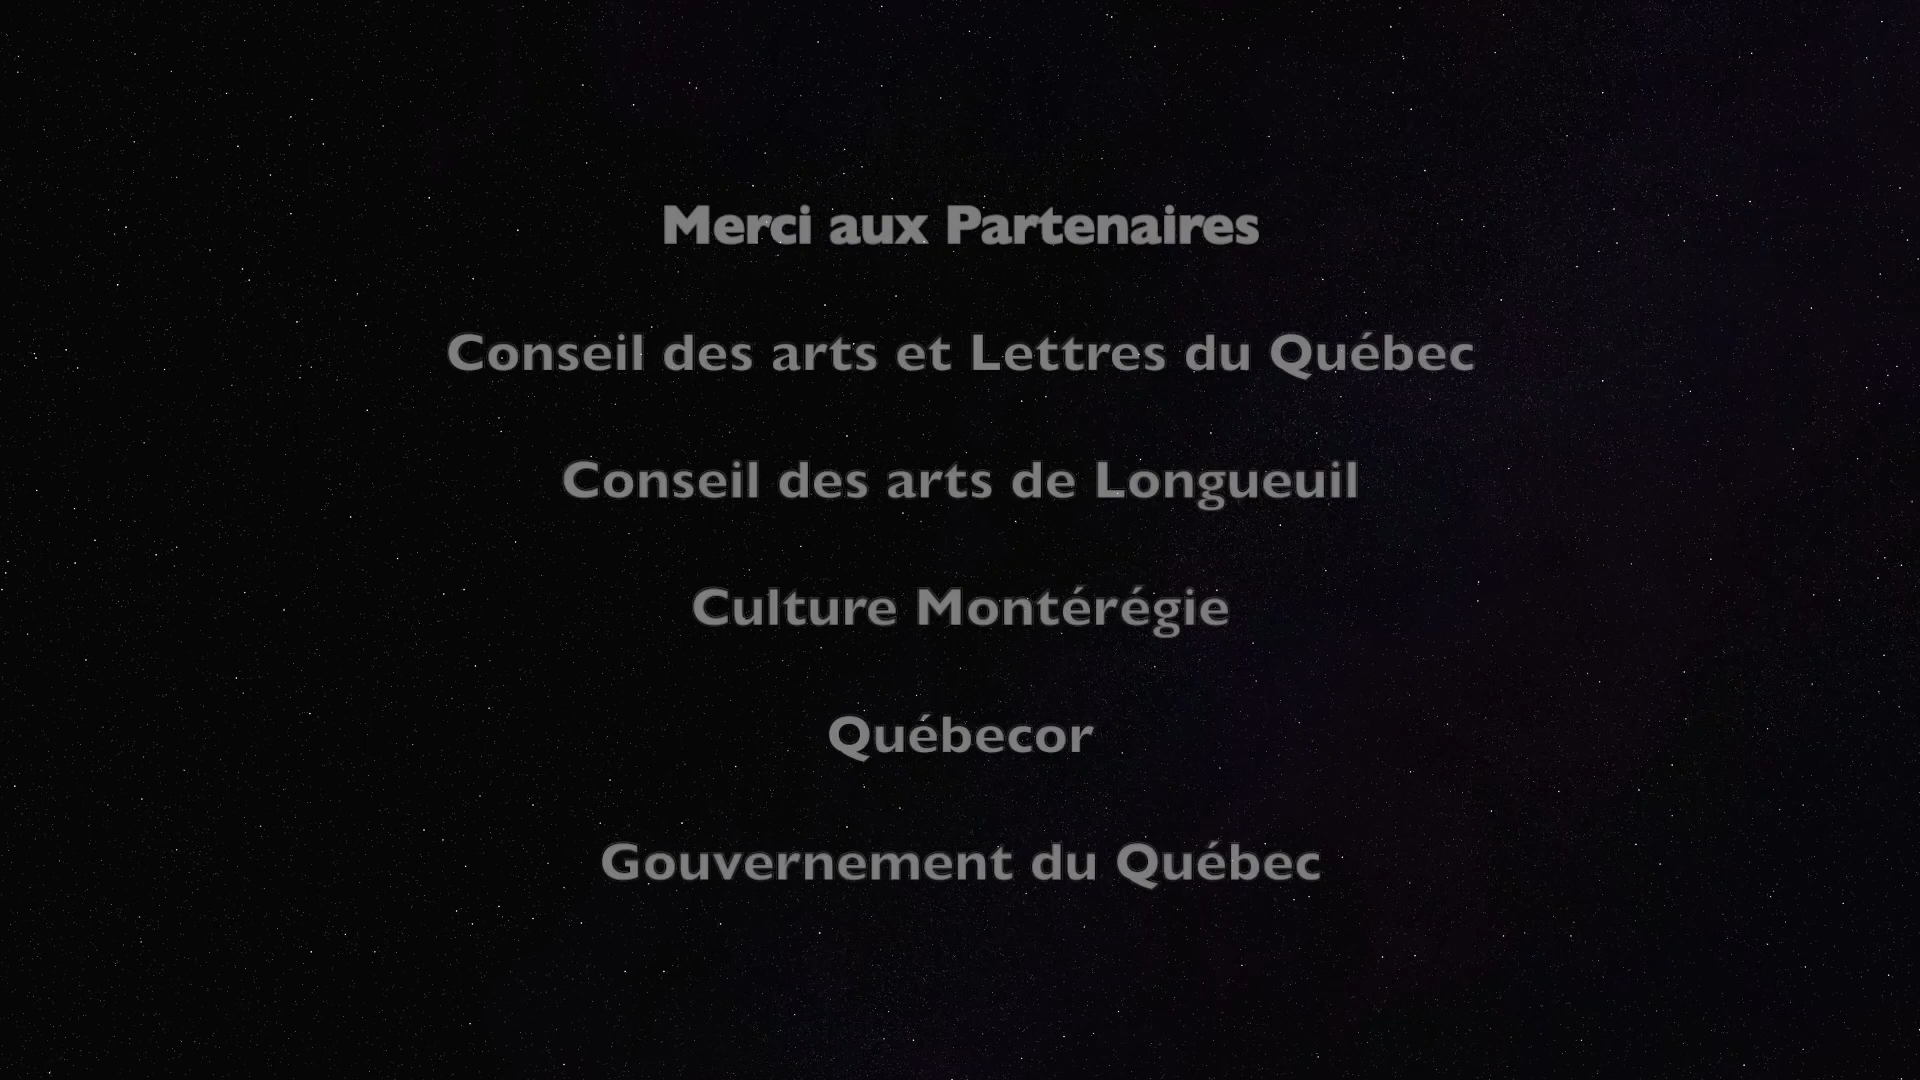 Merci aux Partenaires
Conseil des arts et Lettres du Québec
Conseil des arts de Longueuil
Culture Montérégie
Québecor
Gouvernement du Québec